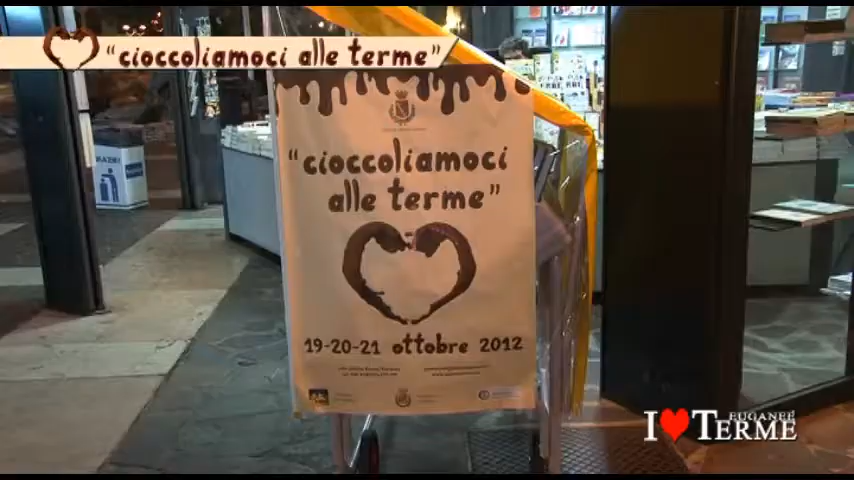 "cioccoliamoci alle terme"
"cioccoliamoci
alle terme"
19-20-21 ottobre 2012
I ❤ TERME
EUGANEE